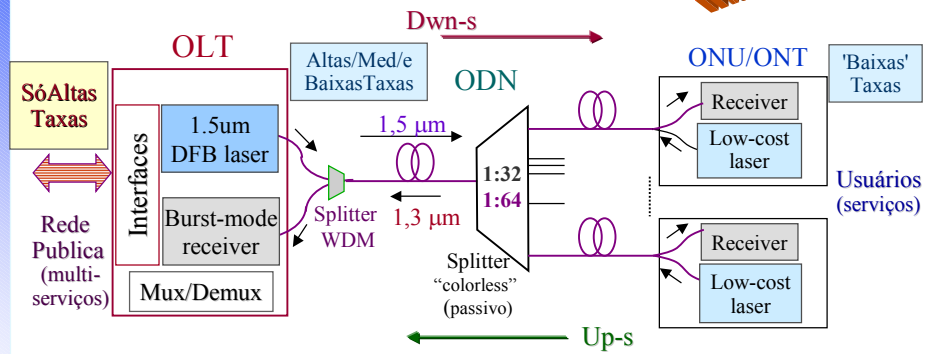 Dwn-s
OLT
Altas/Med/e
BaixasTaxas
ODN
ONU/ONT
'Baixas'
Taxas
SóAltas
Taxas
Interfaces
1.5um
DFB laser
1,5 μm
Receiver
Low-cost
laser
1:32
1:64
Rede
Publica
(multi-
serviços)
Burst-mode
receiver
Splitter
WDM
1,3 μm
Usuários
(serviços)
Mux/Demux
Splitter
“colorless”
(passivo)
Receiver
Low-cost
laser
Up-s